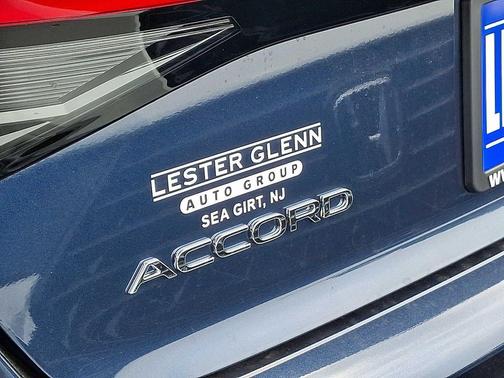 LESTER GLENN
AUTO GROUP
SEA GIRT, NJ
ACCORD